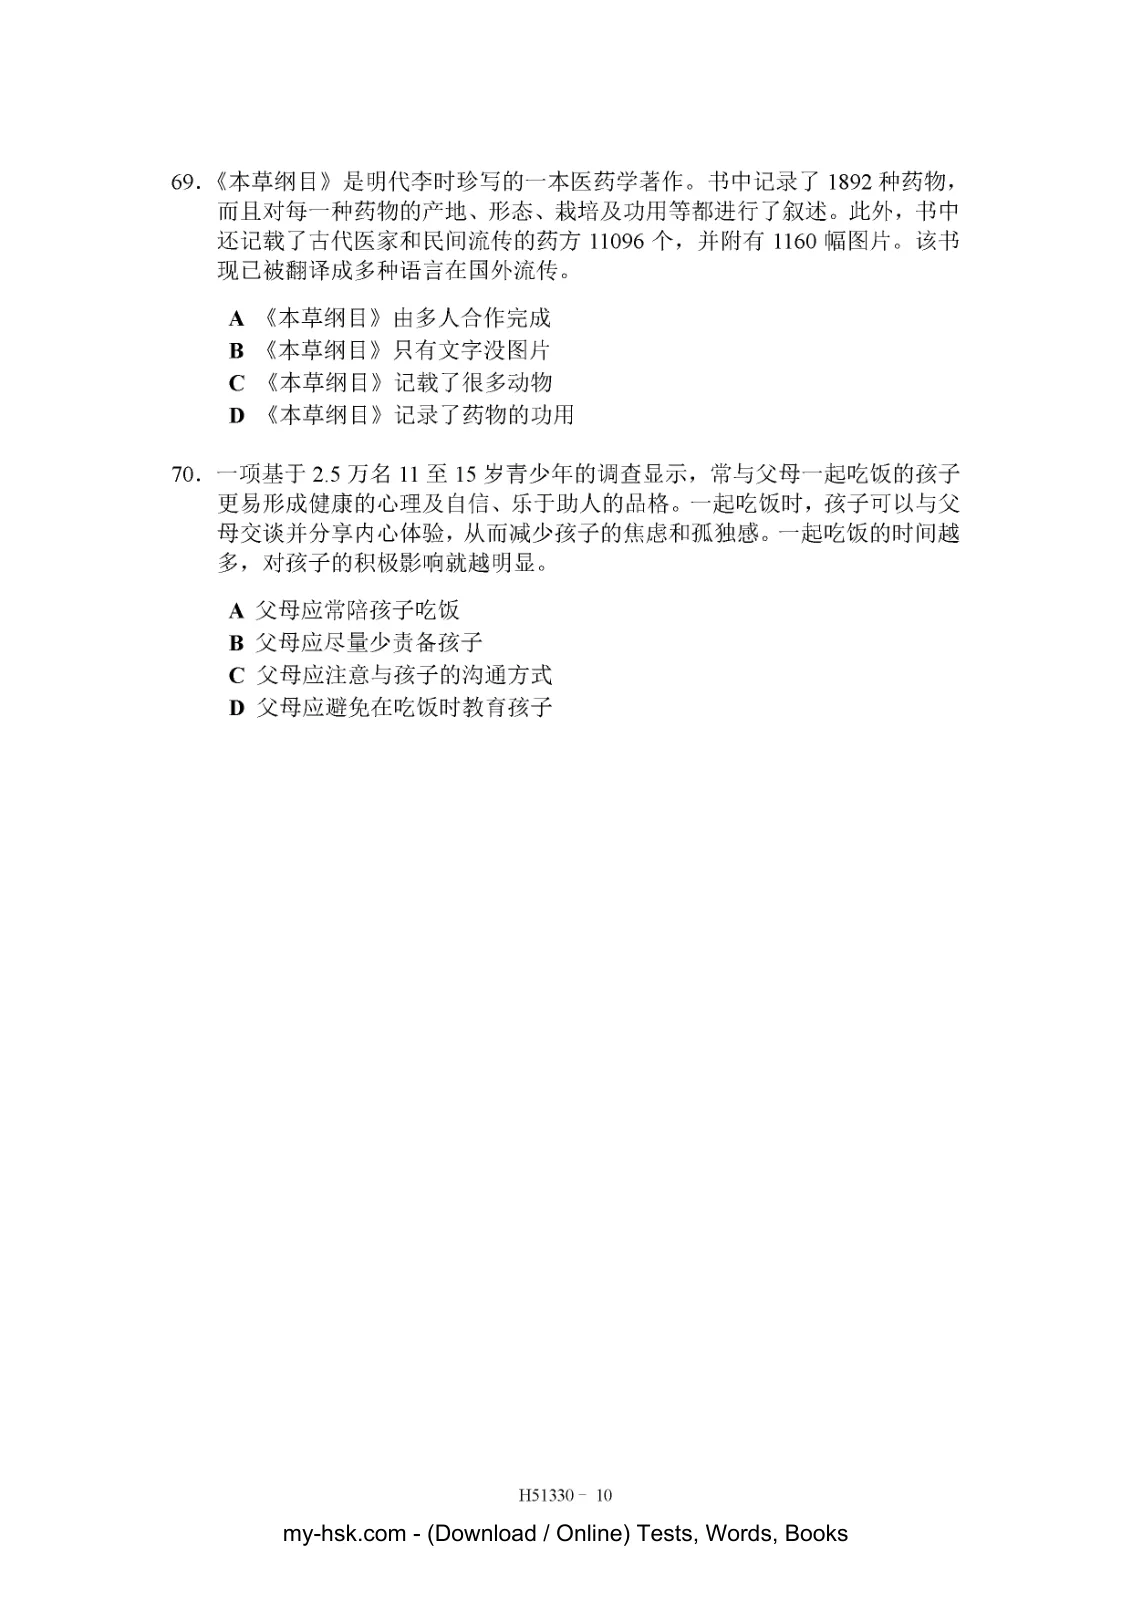 69．《本草纲目》是明代李时珍写的一本医药学著作。书中记录了 1892 种药物，
而且对每一种药物的产地、形态、栽培及功用等都进行了叙述。此外，书中
还记载了古代医家和民间流传的药方 11096 个，并附有 1160 幅图片。该书
现已被翻译成多种语言在国外流传。
A 《本草纲目》由多人合作完成
B 《本草纲目》只有文字没图片
C 《本草纲目》记载了很多动物
D 《本草纲目》记录了药物的功用
70．一项基于 2.5 万名 11 至 15 岁青少年的调查显示，常与父母一起吃饭的孩子
更易形成健康的心理及自信、乐于助人的品格。一起吃饭时，孩子可以与父
母交谈并分享内心体验，从而减少孩子的焦虑和孤独感。一起吃饭的时间越
多，对孩子的积极影响就越明显。
A 父母应常陪孩子吃饭
B 父母应尽量少责备孩子
C 父母应注意与孩子的沟通方式
D 父母应避免在吃饭时教育孩子
H51330－ 10
my-hsk.com - (Download / Online) Tests, Words, Books